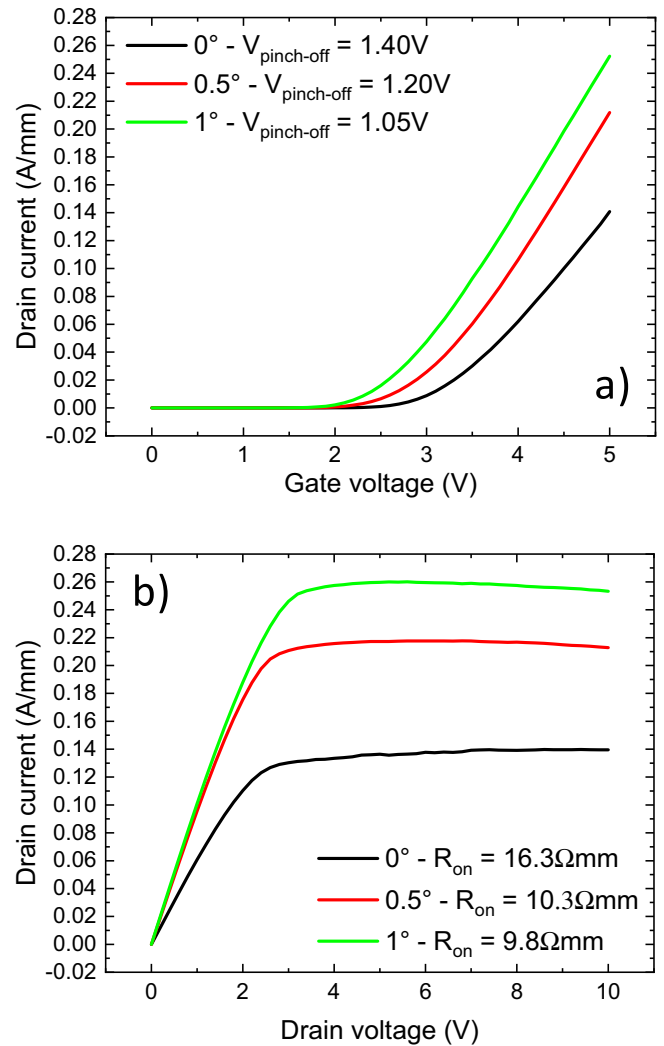 0.28
0.26
0.24
0.22
0.20
0.18
0.16
0.14
0.12
0.10
0.08
0.06
0.04
0.02
0.00
-0.02
Drain current (A/mm)
0° - Vpinch-off = 1.40V
0.5° - Vpinch-off = 1.20V
1° - Vpinch-off = 1.05V
a)
0 1 2 3 4 5
Gate voltage (V)
0.28
0.26
0.24
0.22
0.20
0.18
0.16
0.14
0.12
0.10
0.08
0.06
0.04
0.02
0.00
-0.02
Drain current (A/mm)
b)
0° - Ron = 16.3Ωmm
0.5° - Ron = 10.3Ωmm
1° - Ron = 9.8Ωmm
0 2 4 6 8 10
Drain voltage (V)